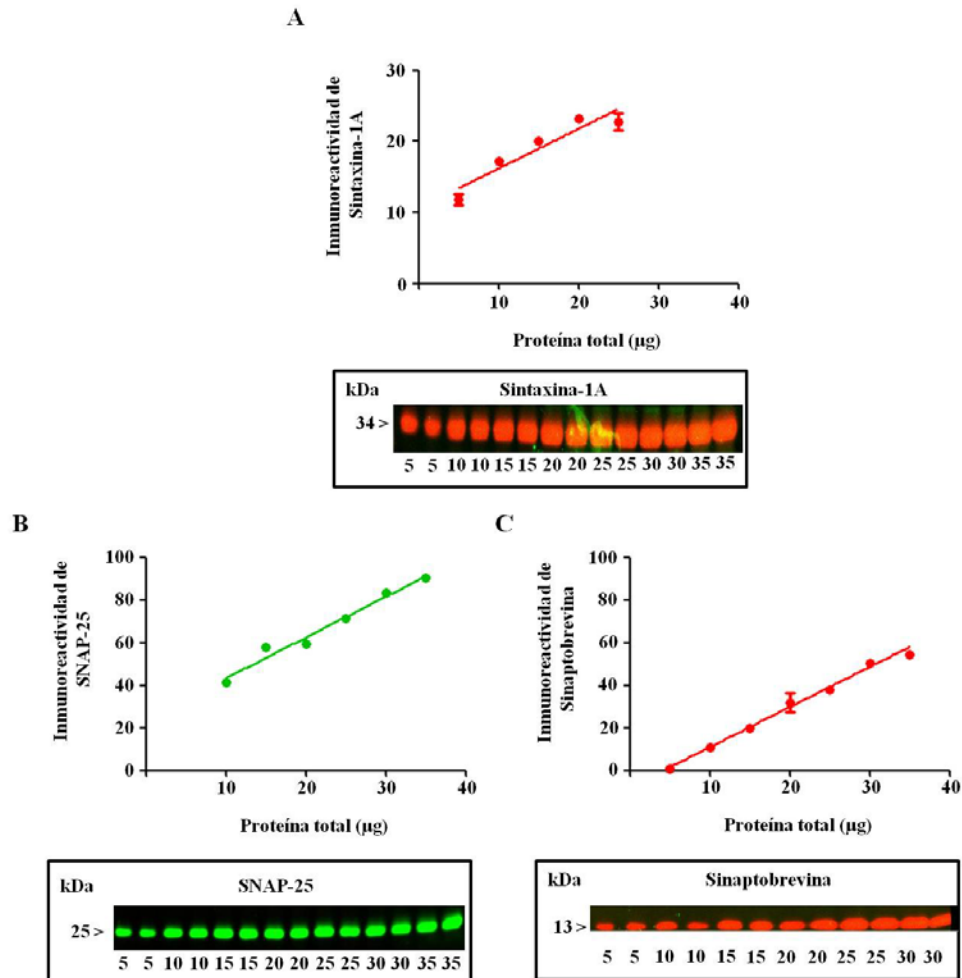 A
Inmunoreactividad de
Sintaxina-1A
30
20
10
0
10 20 30 40
Proteína total (µg)
kDa Sintaxina-1A
34 >
5 5 10 10 15 15 20 20 25 25 30 30 35 35
B
Inmunoreactividad de
SNAP-25
100
80
60
40
20
0
10 20 30 40
Proteína total (µg)
kDa SNAP-25
25 >
5 5 10 10 15 15 20 20 25 25 30 30 35 35
C
Inmunoreactividad de
Sinaptobrevina
100
80
60
40
20
0
10 20 30 40
Proteína total (µg)
kDa Sinaptobrevina
13 >
5 5 10 10 15 15 20 20 25 25 30 30